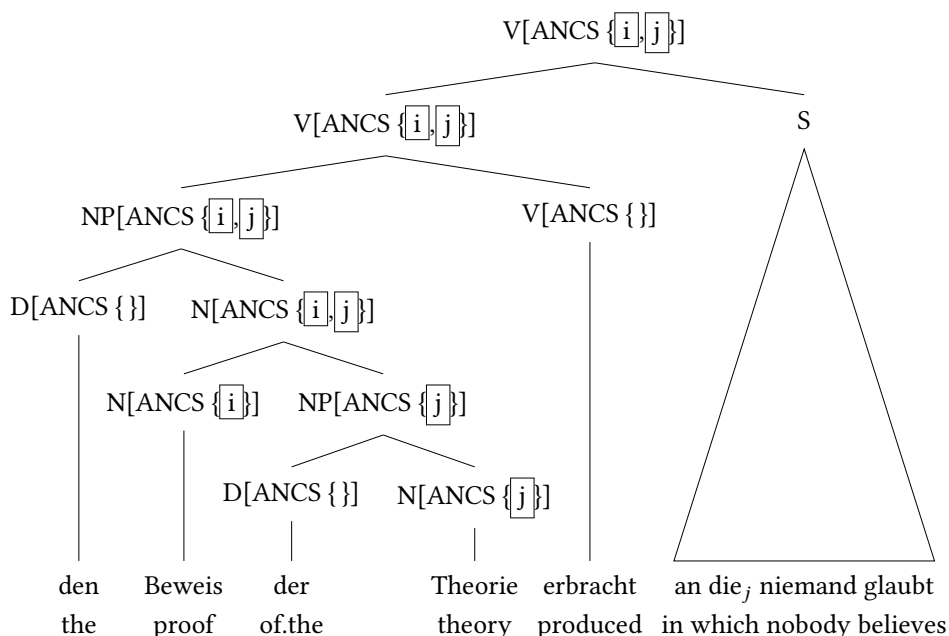 V[ANCS {i,j}]
V[ANCS {i,j}] S
NP[ANCS {i,j}] V[ANCS {}]
D[ANCS {}] N[ANCS {i,j}]
N[ANCS {i}] NP[ANCS {j}]
D[ANCS {}] N[ANCS {j}]
den Beweis der Theorie erbracht an die_j niemand glaubt
the proof of.the theory produced in which nobody believes